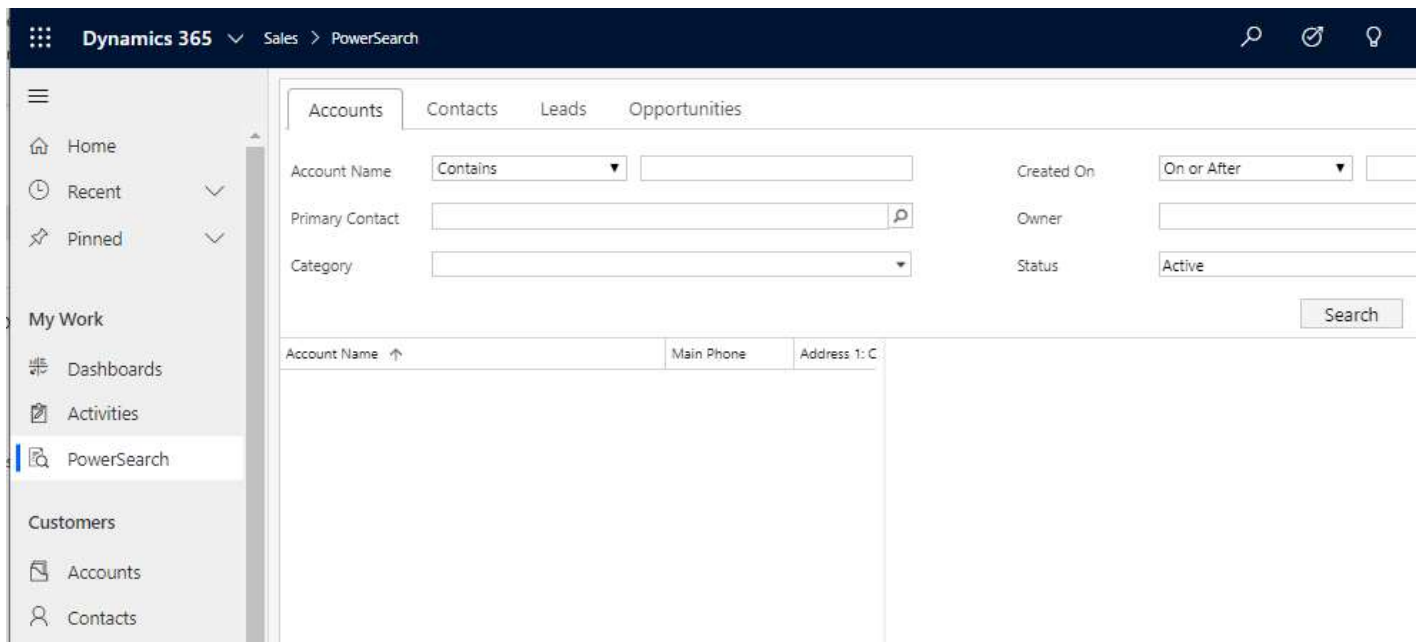 Dynamics 365 Sales > PowerSearch
Accounts Contacts Leads Opportunities
Home
Recent
Pinned
My Work
Dashboards
Activities
PowerSearch
Customers
Accounts
Contacts
Account Name Contains Created On On or After
Primary Contact Owner
Category Status Active
Search
Account Name Main Phone Address 1: C